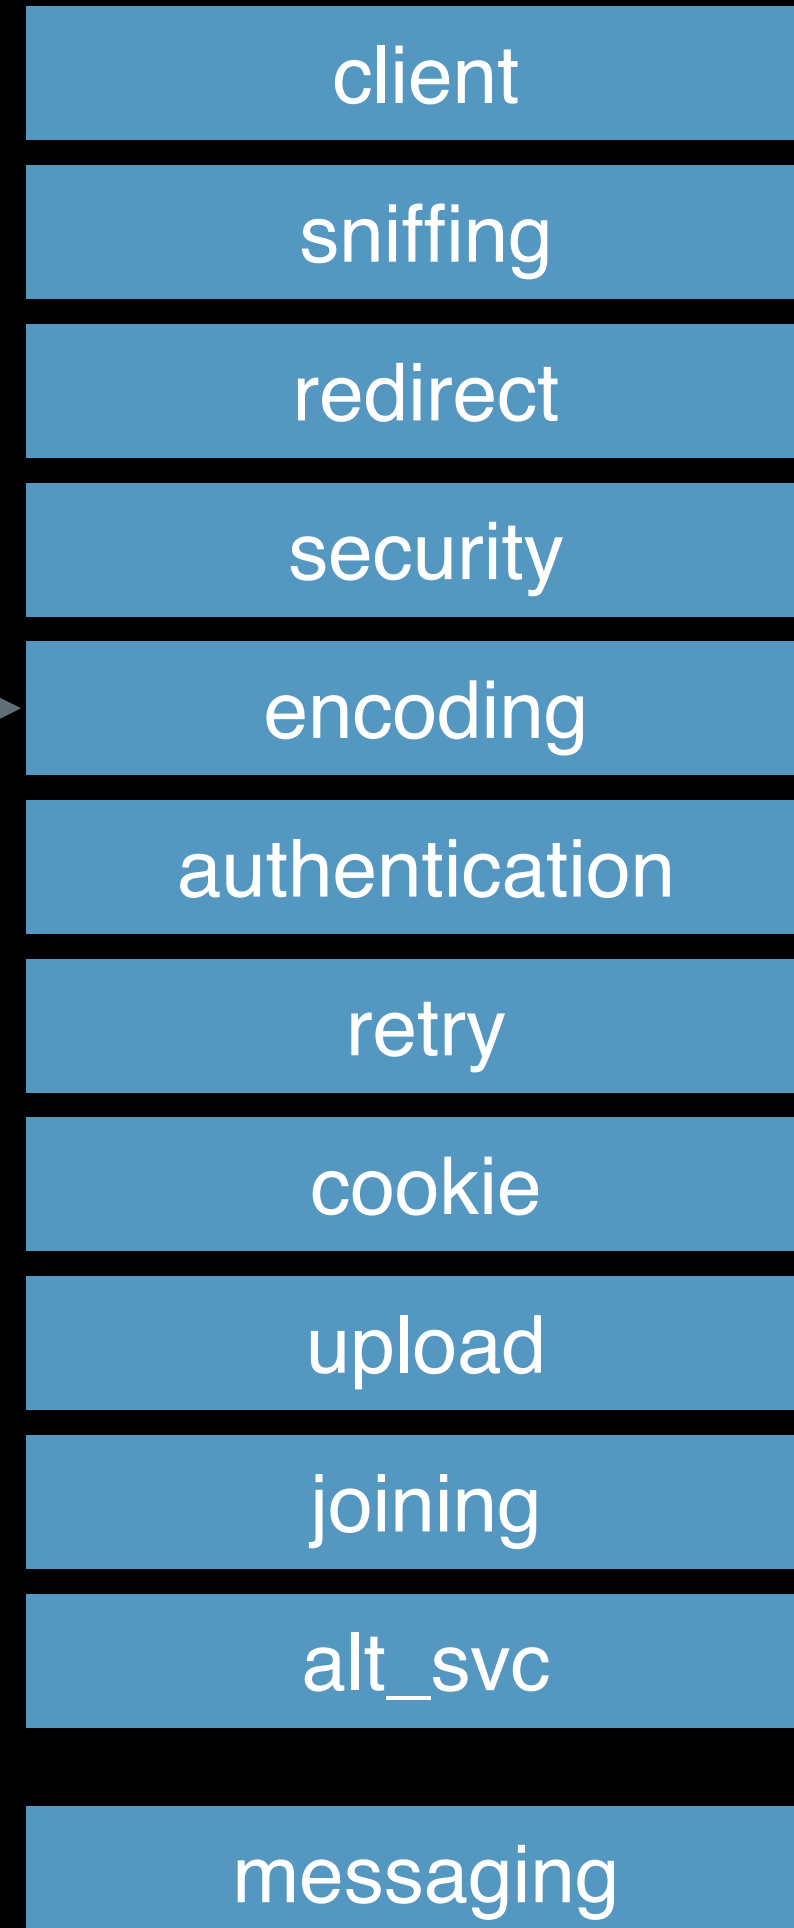 client
sniffing
redirect
security
encoding
authentication
retry
cookie
upload
joining
alt_svc
messaging